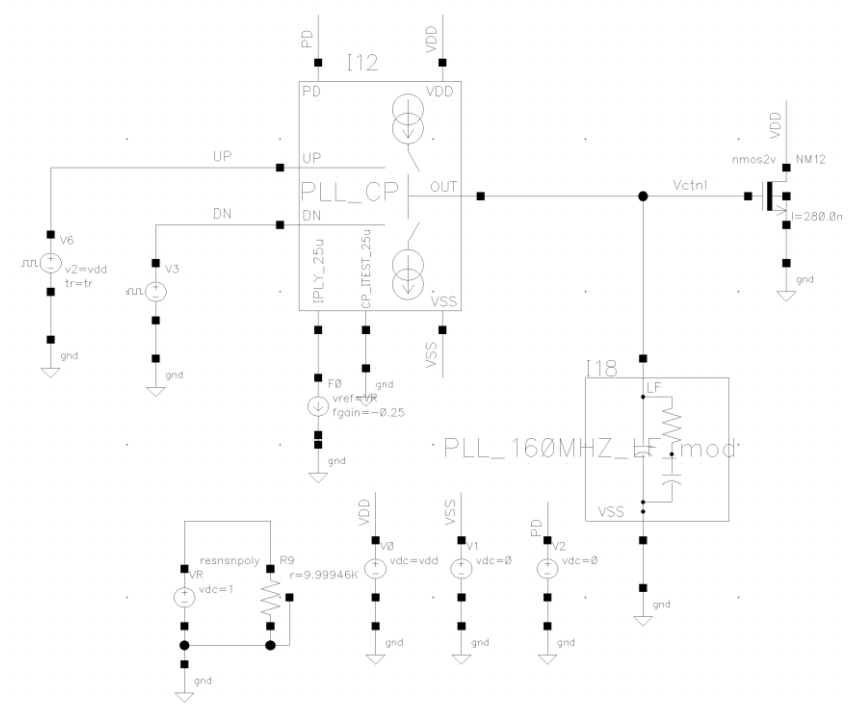 PD
VDD
I12
PD
VDD
VDD
nmos2v
NM12
UP
UP
PLL_CP
OUT
Vctnl
DN
DN
l=280.0n
V6
v2=vdd
tr=tr
V3
IPLY_25u
CP_ITEST_25u
VSS
gnd
gnd
gnd
VSS
I18
F0
gnd
vref=VR
fgain=-0.25
LF
PLL_160MHZ_LF_mod
gnd
VDD
VSS
PD
VSS
resnsnpoly
R9
V0
V1
V2
VR
r=9.99946K
vdc=vdd
vdc=0
vdc=0
vdc=1
gnd
gnd
gnd
gnd
gnd